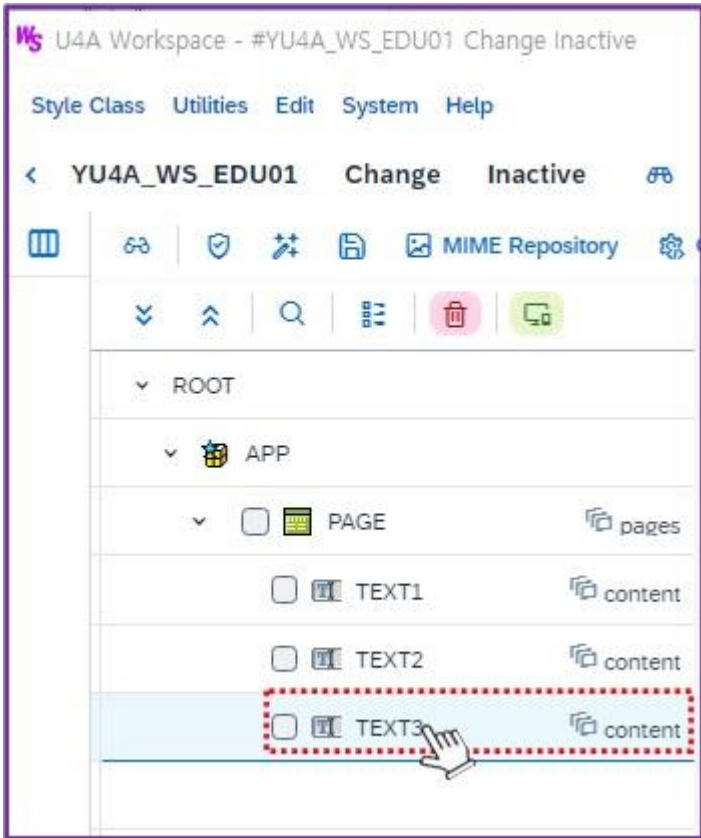 WS U4A Workspace - #YU4A_WS_EDU01 Change Inactive
Style Class Utilities Edit System Help
YU4A_WS_EDU01 Change Inactive
MIME Repository
ROOT
APP
PAGE pages
TEXT1 content
TEXT2 content
TEXT3 content